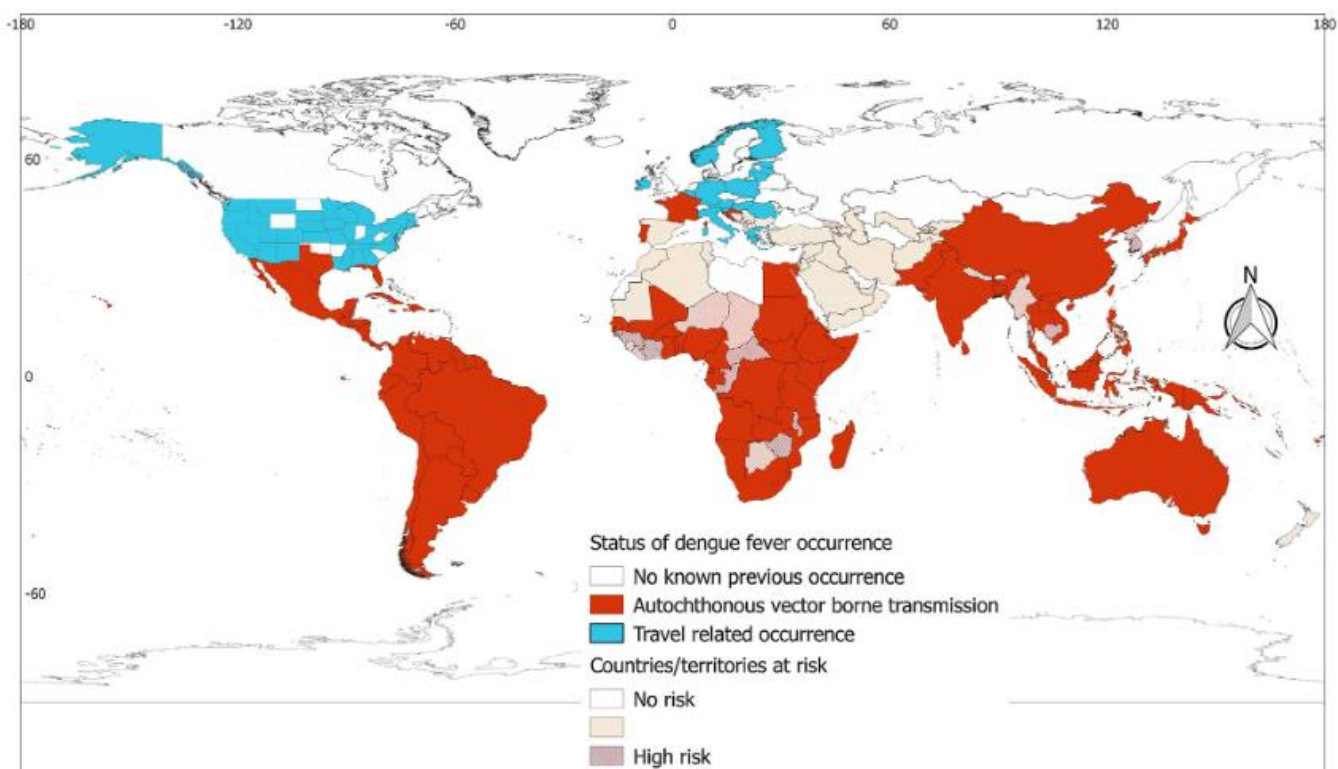 -180 -120 -60 0 60 120 180
60
0
-60
N
Status of dengue fever occurrence
No known previous occurrence
Autochthonous vector borne transmission
Travel related occurrence
Countries/territories at risk
No risk
High risk